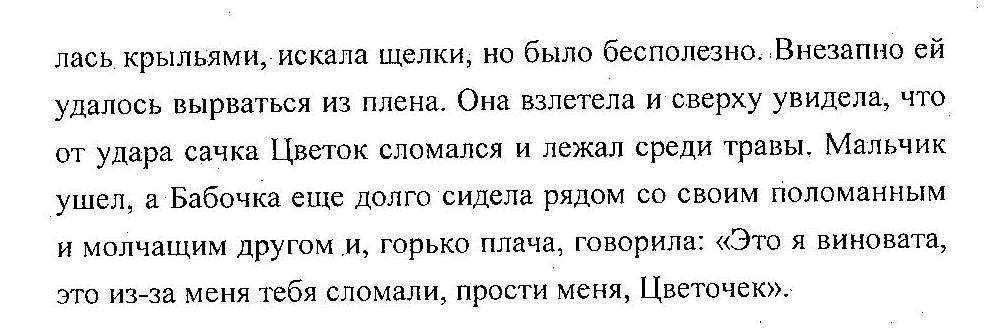 лась крыльями, искала щелки, но было бесполезно. Внезапно ей
удалось вырваться из плена. Она взлетела и сверху увидела, что
от удара сачка Цветок сломался и лежал среди травы. Мальчик
ушел, а Бабочка еще долго сидела рядом со своим поломанным
и молчащим другом и, горько плача, говорила: «Это я виновата,
это из-за меня тебя сломали, прости меня, Цветочек».